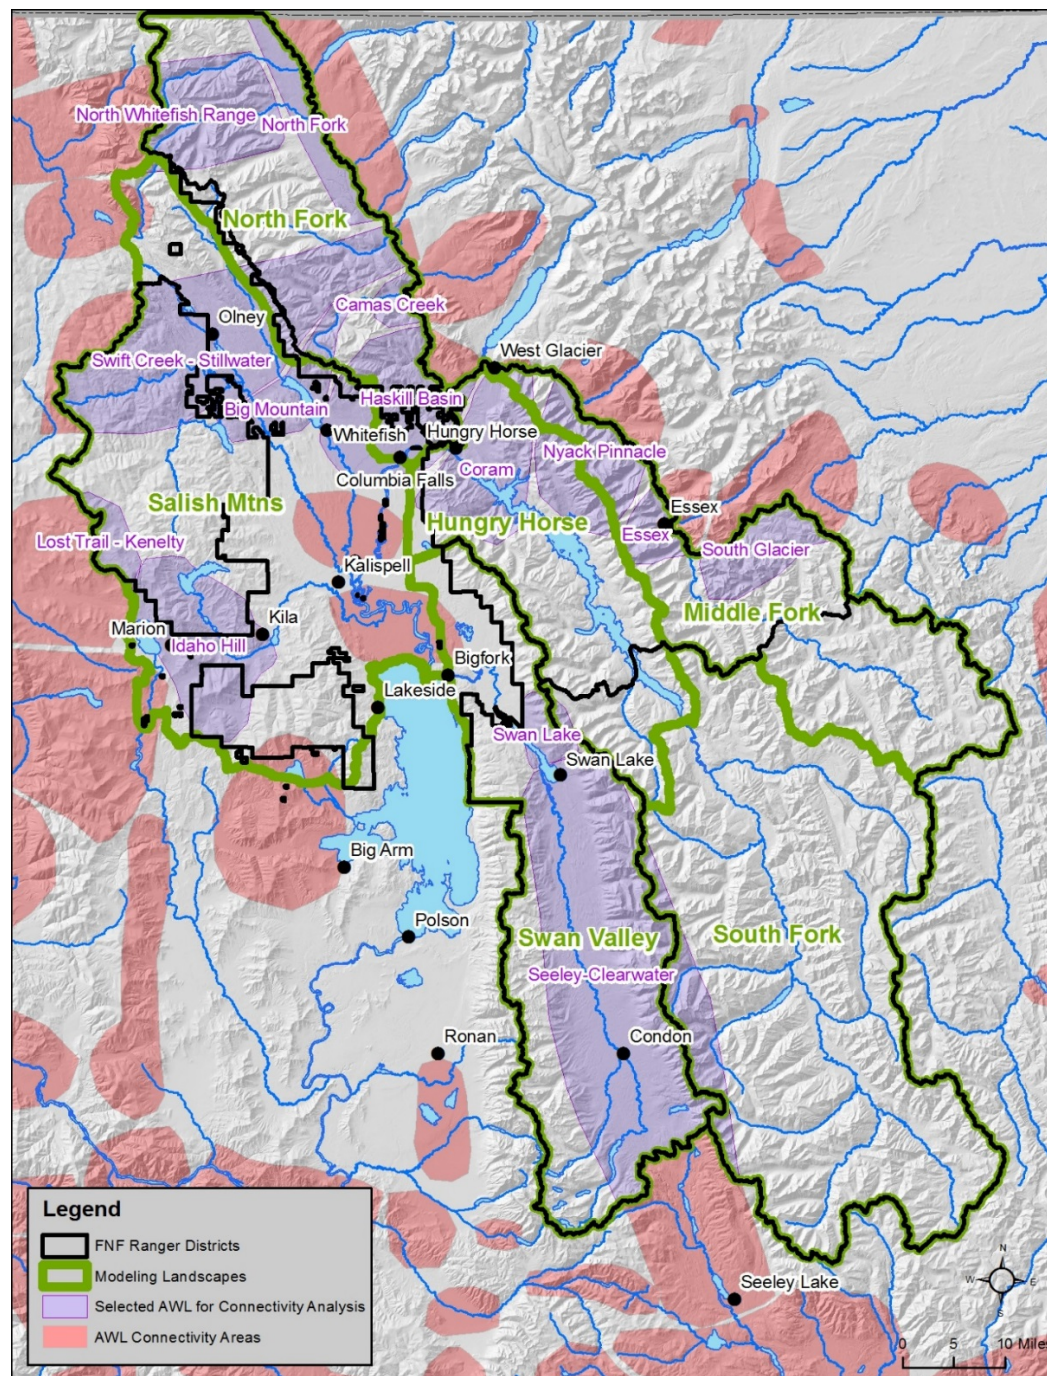 North Whitefish Range
North Fork
North Fork
Camas Creek
Olney
West Glacier
Swift Creek - Stillwater
Haskill Basin
Big Mountain
Whitefish
Hungry Horse
Nyack Pinnacle
Coram
Columbia Falls
Salish Mtns
Hungry Horse
Essex
Essex
Lost Trail - Kenelty
South Glacier
Kalispell
Middle Fork
Marion
Kila
Idaho Hill
Bigfork
Lakeside
Swan Lake
Swan Lake
Big Arm
Polson
Swan Valley
South Fork
Seeley-Clearwater
Ronan
Condon
Legend
FNF Ranger Districts
Modeling Landscapes
Selected AWL for Connectivity Analysis
AWL Connectivity Areas
Seeley Lake
N
W
E
S
0 5 10 Miles